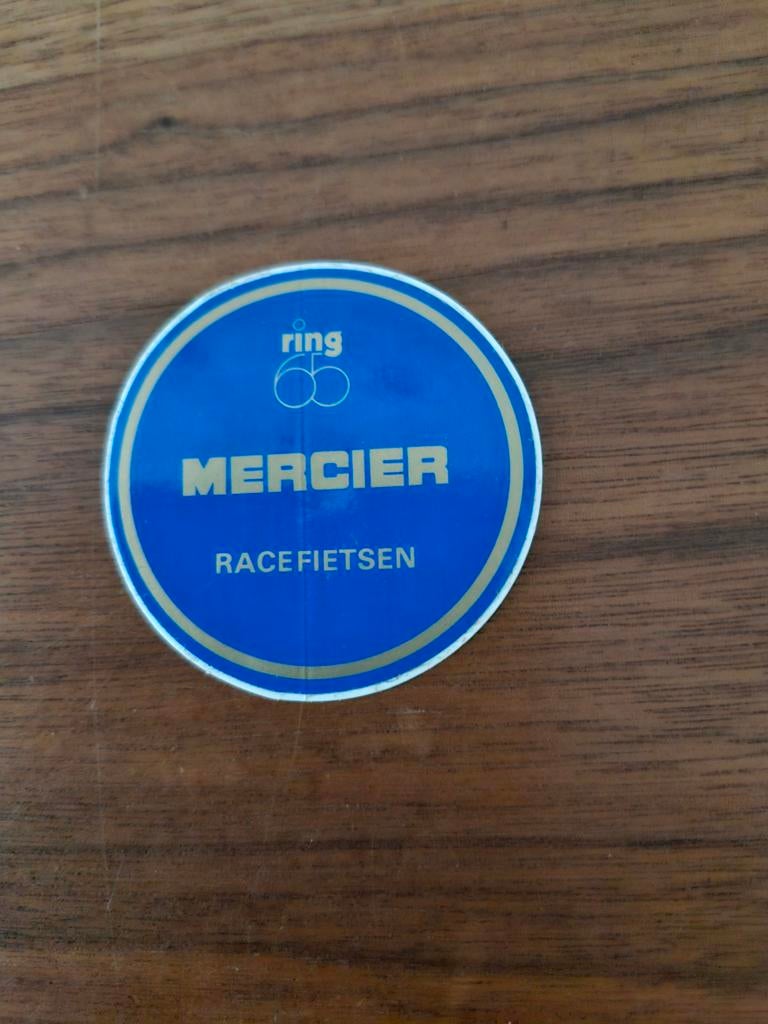 ring
65
MERCIER
RACEFIETSEN